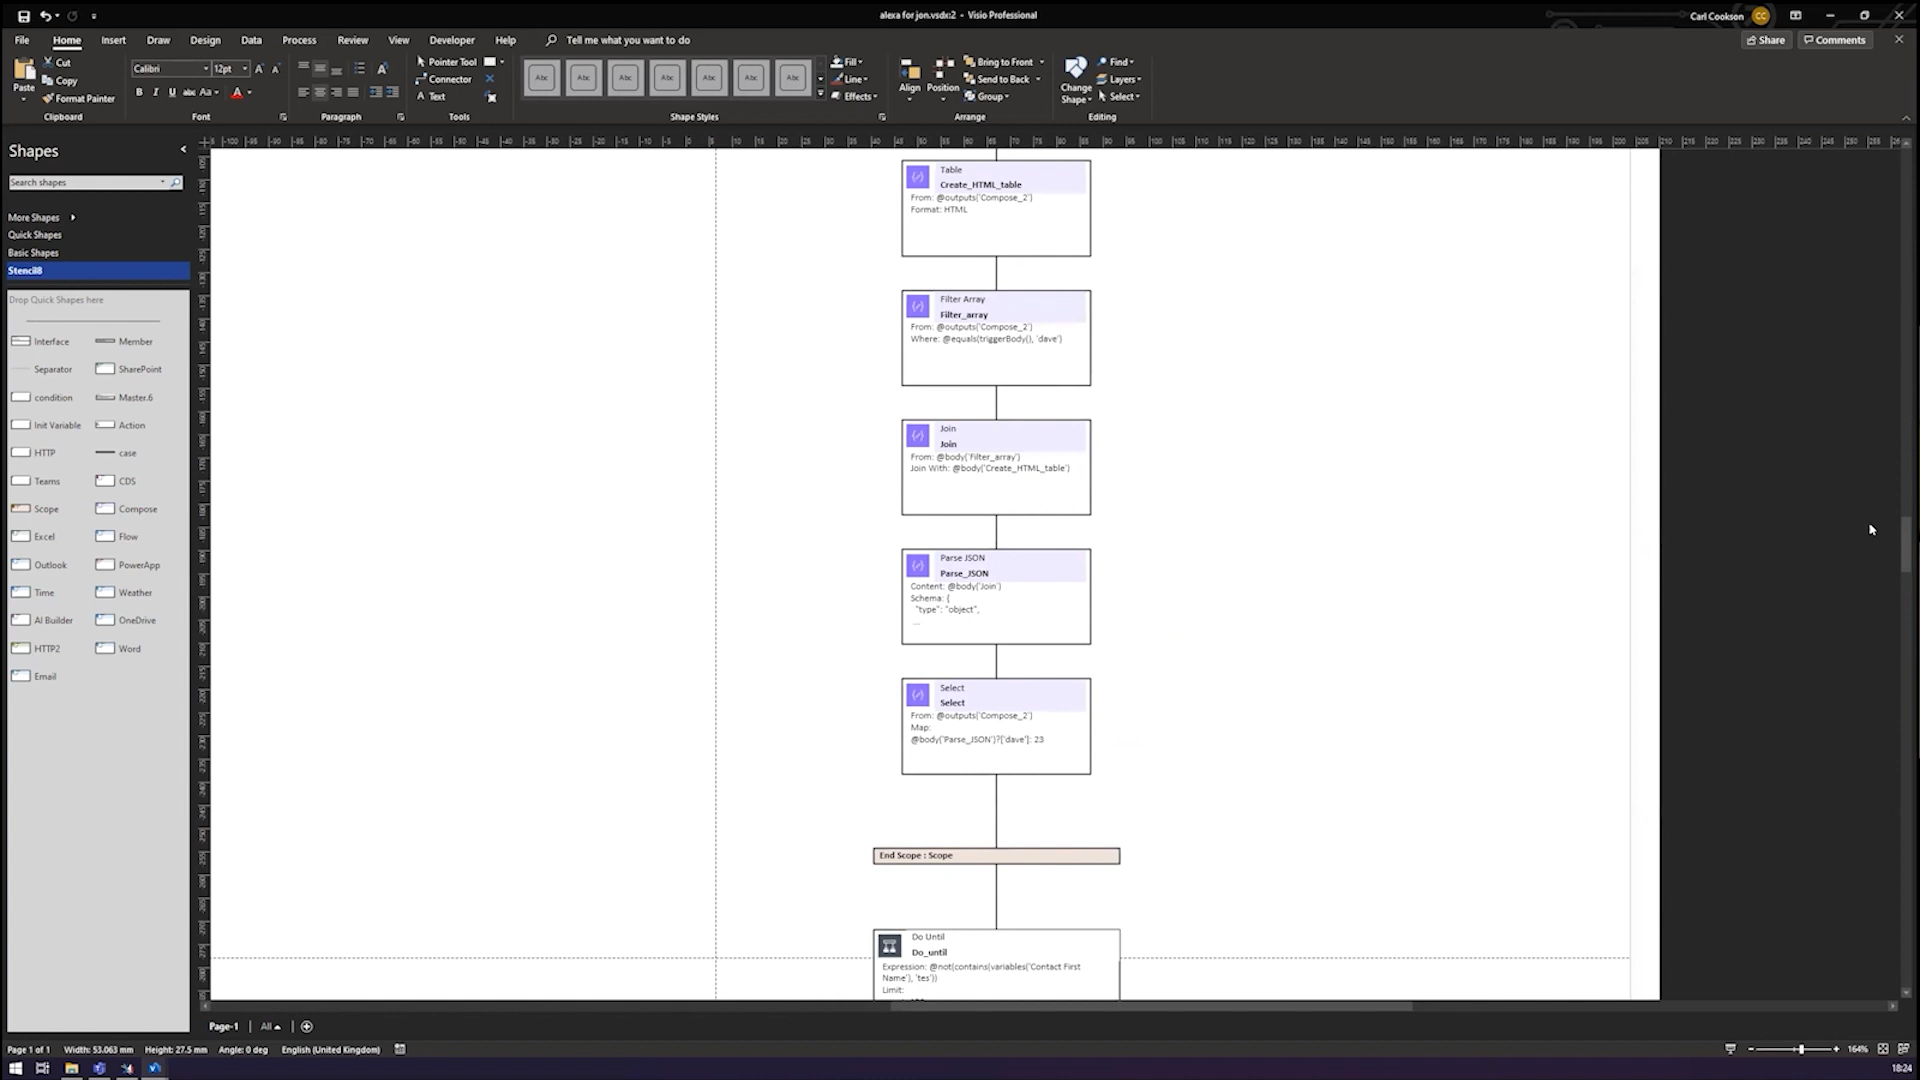 alexa for jon.vsdx:2 - Visio Professional
Carl Cookson
CC
File
Home
Insert
Draw
Design
Data
Process
Review
View
Developer
Help
Tell me what you want to do
Share
Comments
Paste
Cut
Copy
Format Painter
Clipboard
Calibri
12pt
B I U abc Aa A
Font
Paragraph
Pointer Tool
Connector
Text
Tools
Abc Abc Abc Abc Abc Abc Abc
Shape Styles
Fill
Line
Effects
Align
Position
Bring to Front
Send to Back
Group
Arrange
Change
Shape
Find
Layers
Select
Editing
Shapes
Search shapes
More Shapes
Quick Shapes
Basic Shapes
Stencil8
Drop Quick Shapes here
Interface
Member
Separator
SharePoint
condition
Master.6
Init Variable
Action
HTTP
case
Teams
CDS
Scope
Compose
Excel
Flow
Outlook
PowerApp
Time
Weather
AI Builder
OneDrive
HTTP2
Word
Email
Table
Create_HTML_table
From: @outputs('Compose_2')
Format: HTML
Filter Array
Filter_array
From: @outputs('Compose_2')
Where: @equals(triggerBody(), 'dave')
Join
Join
From: @body('Filter_array')
Join With: @body('Create_HTML_table')
Parse JSON
Parse_JSON
Content: @body('Join')
Schema: {
"type": "object",
...
Select
Select
From: @outputs('Compose_2')
Map:
@body('Parse_JSON')?['dave']: 23
End Scope : Scope
Do Until
Do_until
Expression: @not(contains(variables('Contact First
Name'), 'tes'))
Limit:
Page-1
All
Page 1 of 1
Width: 53.063 mm
Height: 27.5 mm
Angle: 0 deg
English (United Kingdom)
164%
18:24